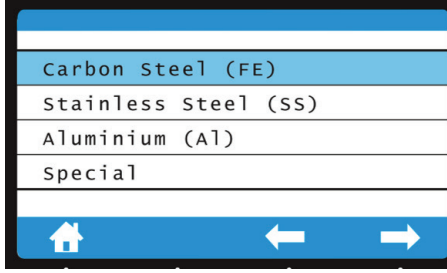 Carbon Steel (FE)
Stainless Steel (SS)
Aluminium (Al)
Special